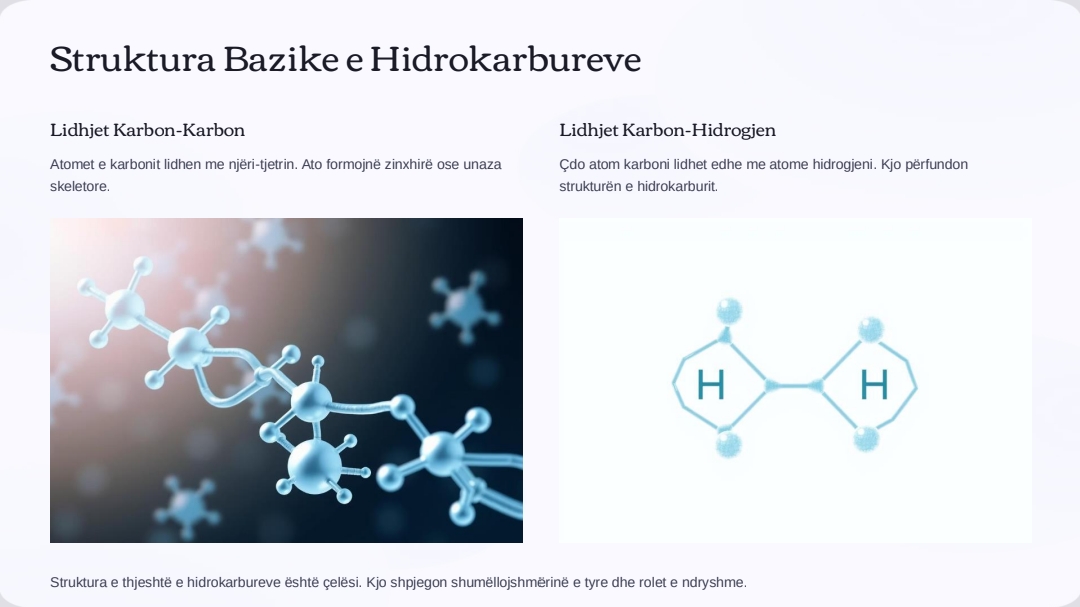 Struktura Bazike e Hidrokarbureve
Lidhjet Karbon-Karbon
Atomet e karbonit lidhen me njëri-tjetrin. Ato formojnë zinxhirë ose unaza
skeletore.
Lidhjet Karbon-Hidrogjen
Çdo atom karboni lidhet edhe me atome hidrogjeni. Kjo përfundon
strukturën e hidrokarburit.
H H
Struktura e thjeshtë e hidrokarbureve është çelësi. Kjo shpjegon shumëllojshmërinë e tyre dhe rolet e ndryshme.